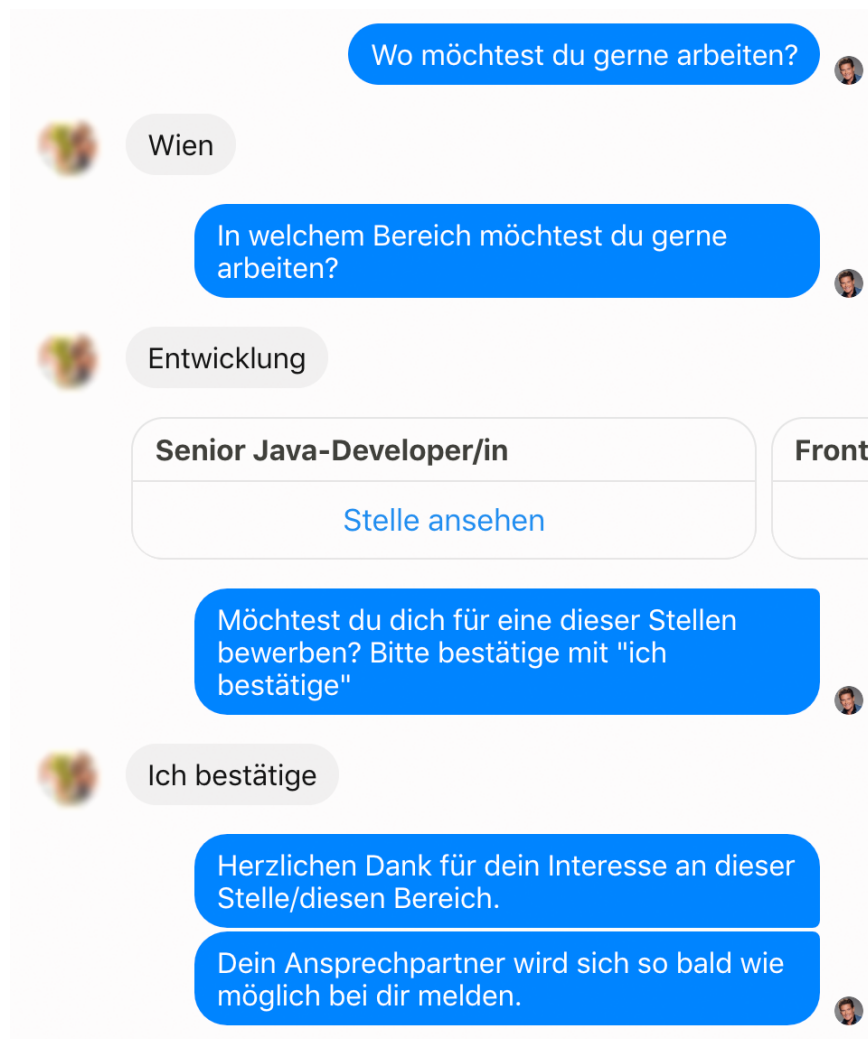 Wo möchtest du gerne arbeiten?
Wien
In welchem Bereich möchtest du gerne
arbeiten?
Entwicklung
Senior Java-Developer/in
Front
Stelle ansehen
Möchtest du dich für eine dieser Stellen
bewerben? Bitte bestätige mit "ich
bestätige"
Ich bestätige
Herzlichen Dank für dein Interesse an dieser
Stelle/diesen Bereich.
Dein Ansprechpartner wird sich so bald wie
möglich bei dir melden.